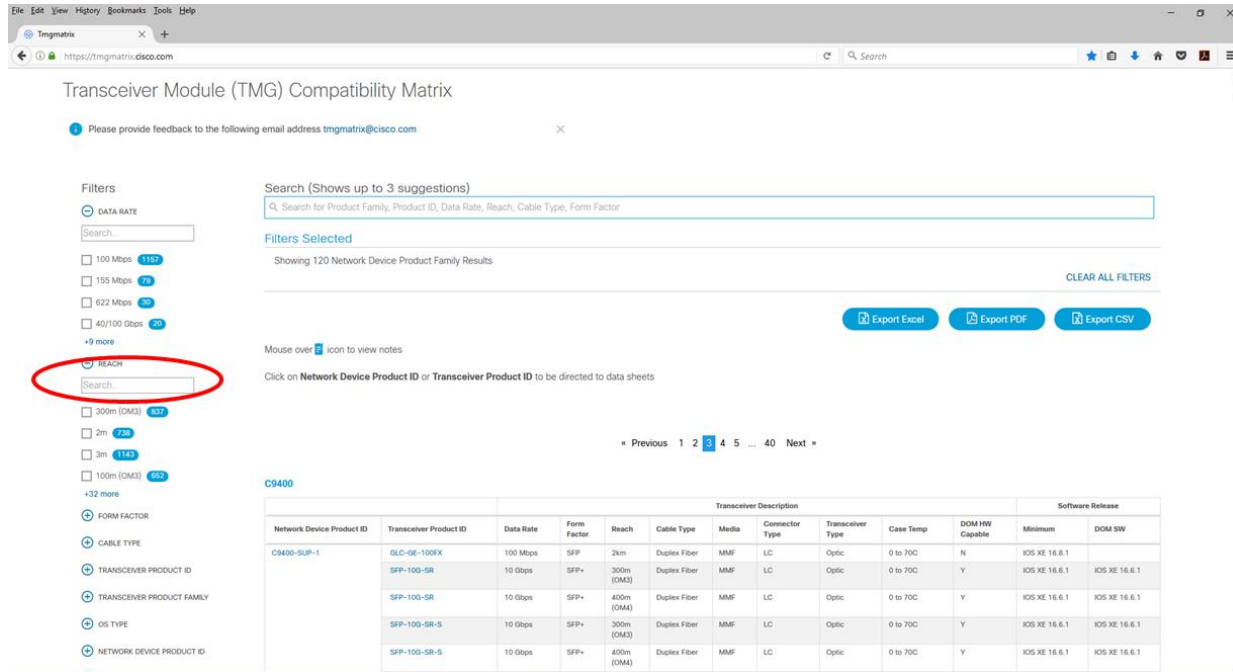 File Edit View History Bookmarks Tools Help
Tmgmatrix
https://tmgmatrix.cisco.com
Search
Transceiver Module (TMG) Compatibility Matrix
Please provide feedback to the following email address tmgmatrix@cisco.com
Filters
DATA RATE
Search..
100 Mbps 1157
155 Mbps 79
622 Mbps 30
40/100 Gbps 20
+9 more
REACH
Search..
300m (OM3) 837
2m 738
3m 1143
100m (OM3) 652
+32 more
FORM FACTOR
CABLE TYPE
TRANSCEIVER PRODUCT ID
TRANSCEIVER PRODUCT FAMILY
OS TYPE
NETWORK DEVICE PRODUCT ID
Search (Shows up to 3 suggestions)
Search for Product Family, Product ID, Data Rate, Reach, Cable Type, Form Factor
Filters Selected
Showing 120 Network Device Product Family Results
CLEAR ALL FILTERS
Export Excel Export PDF Export CSV
Mouse over icon to view notes
Click on Network Device Product ID or Transceiver Product ID to be directed to data sheets
« Previous 1 2 3 4 5 ... 40 Next »
C9400
Transceiver Description Software Release
Network Device Product ID Transceiver Product ID Data Rate Form Factor Reach Cable Type Media Connector Type Transceiver Type Case Temp DOM HW Capable Minimum DOM SW
C9400-SUP-1 GLC-GE-100FX 100 Mbps SFP 2km Duplex Fiber MMF LC Optic 0 to 70C N IOS XE 16.8.1
SFP-10G-SR 10 Gbps SFP+ 300m (OM3) Duplex Fiber MMF LC Optic 0 to 70C Y IOS XE 16.6.1 IOS XE 16.6.1
SFP-10G-SR 10 Gbps SFP+ 400m (OM4) Duplex Fiber MMF LC Optic 0 to 70C Y IOS XE 16.6.1 IOS XE 16.6.1
SFP-10G-SR-S 10 Gbps SFP+ 300m (OM3) Duplex Fiber MMF LC Optic 0 to 70C Y IOS XE 16.6.1 IOS XE 16.6.1
SFP-10G-SR-S 10 Gbps SFP+ 400m (OM4) Duplex Fiber MMF LC Optic 0 to 70C Y IOS XE 16.6.1 IOS XE 16.6.1